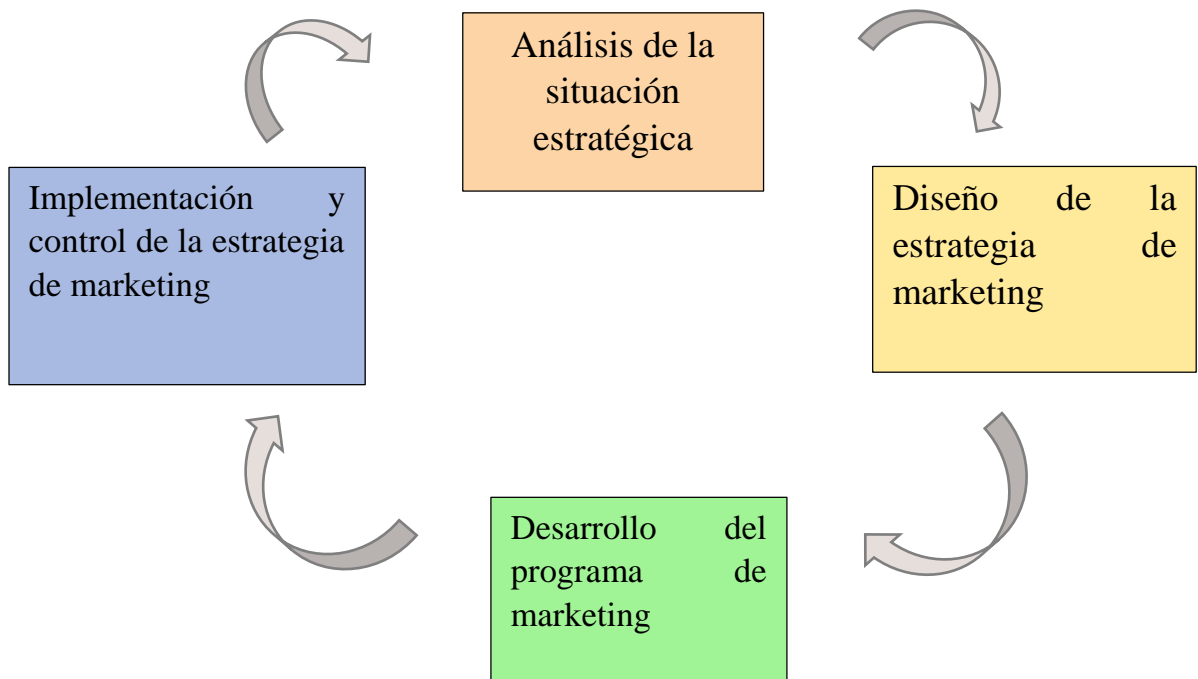 Análisis de la
situación
estratégica
Implementación y
control de la estrategia
de marketing
Diseño de la
estrategia de
marketing
Desarrollo del
programa de
marketing